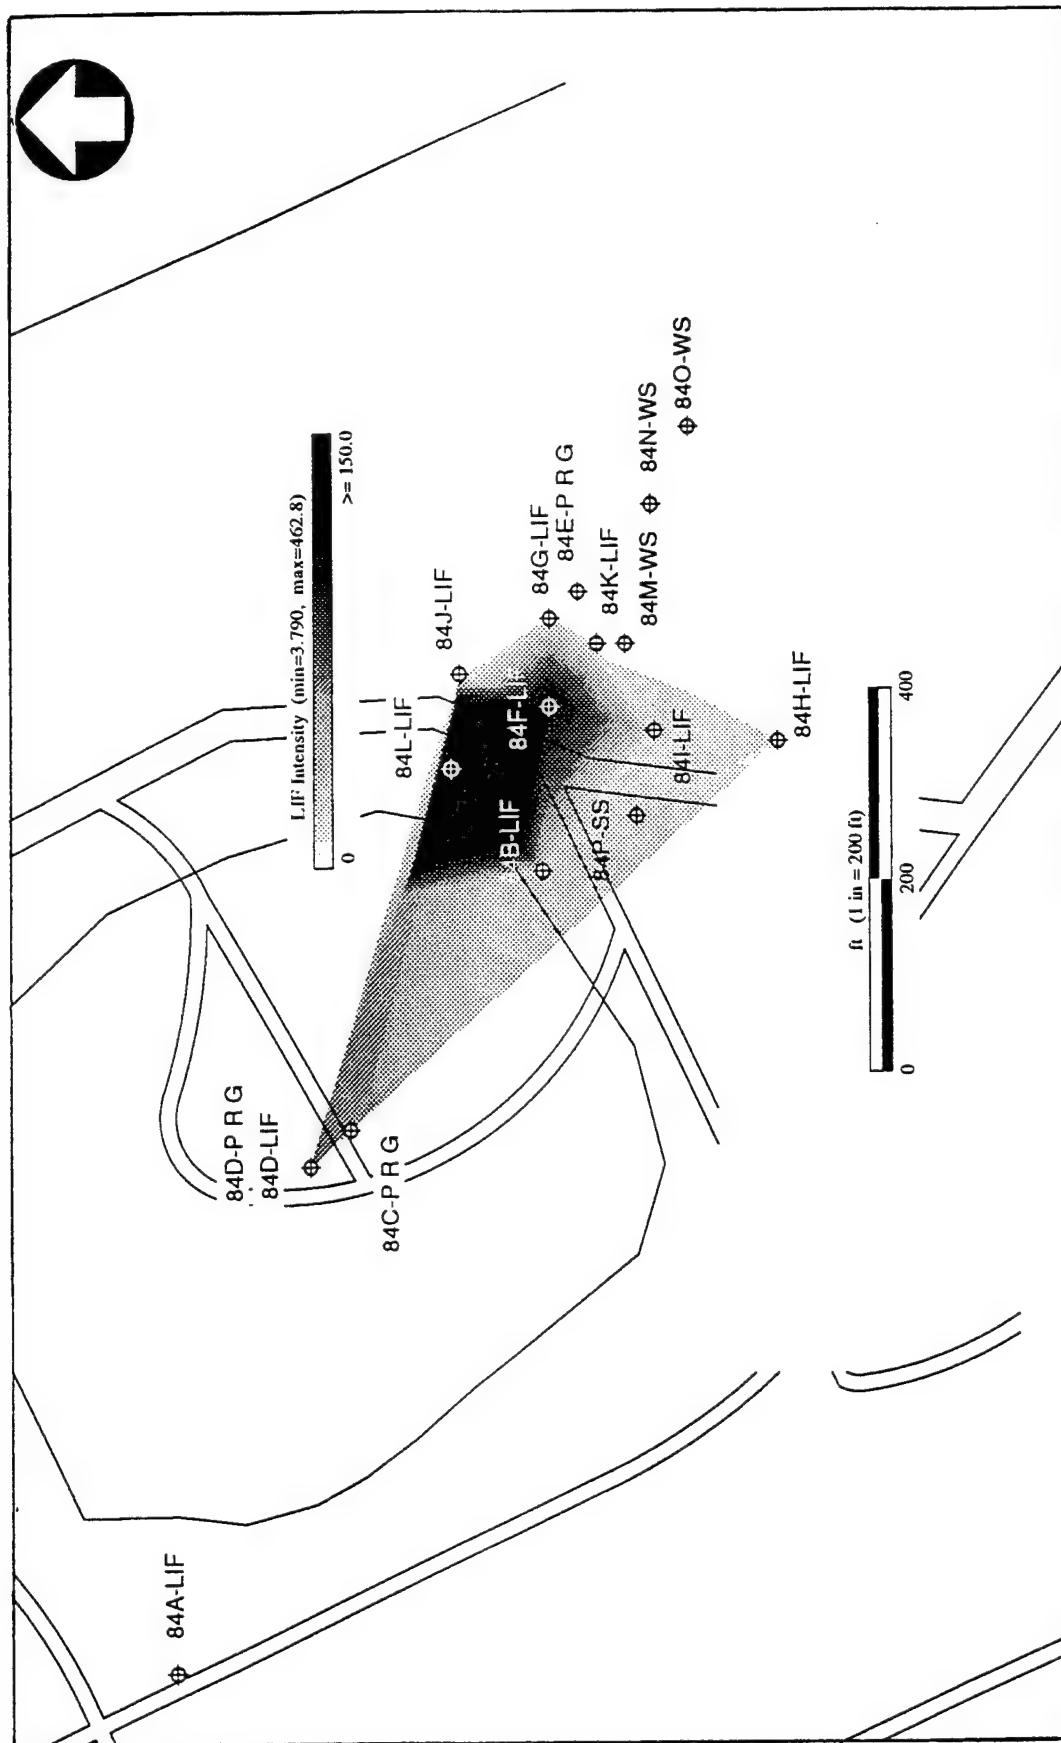 LIF Intensity (min=3.790, max=462.8)
0
>= 150.0
84J-LIF
84L-LIF
84G-LIF
84E-P R G
84F-LIF
84K-LIF
84M-WS
84N-WS
84O-WS
4B-LIF
84I-LIF
84P-SS
84H-LIF
84D-P R G
84D-LIF
84C-P R G
84A-LIF
ft (1 in = 200 ft)
0
200
400